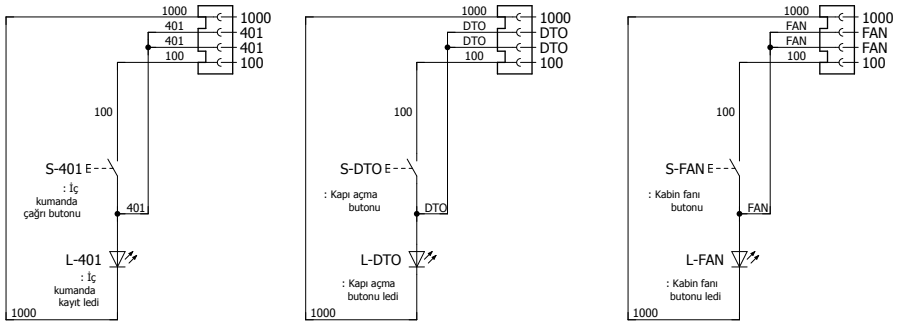 1000
1000
401
401
401
401
100
100
100
S-401
: İç
kumanda
çağrı butonu
401
L-401
: İç
kumanda
kayıt ledi
1000
1000
1000
DTO
DTO
DTO
DTO
100
100
100
S-DTO
: Kapı açma
butonu
DTO
L-DTO
: Kapı açma
butonu ledi
1000
1000
1000
FAN
FAN
FAN
FAN
100
100
100
S-FAN
: Kabin fanı
butonu
FAN
L-FAN
: Kabin fanı
butonu ledi
1000